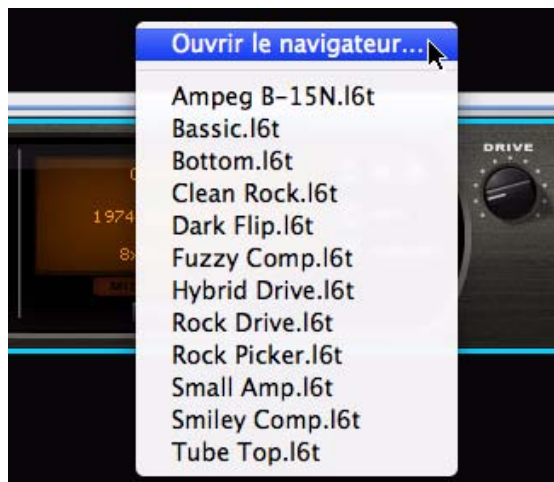 Ouvrir le navigateur...
Ampeg B-15N.l6t
Bassic.l6t
Bottom.l6t
Clean Rock.l6t
DRIVE
1974
Dark Flip.l6t
8x
Fuzzy Comp.l6t
Hybrid Drive.l6t
Rock Drive.l6t
Rock Picker.l6t
Small Amp.l6t
Smiley Comp.l6t
Tube Top.l6t